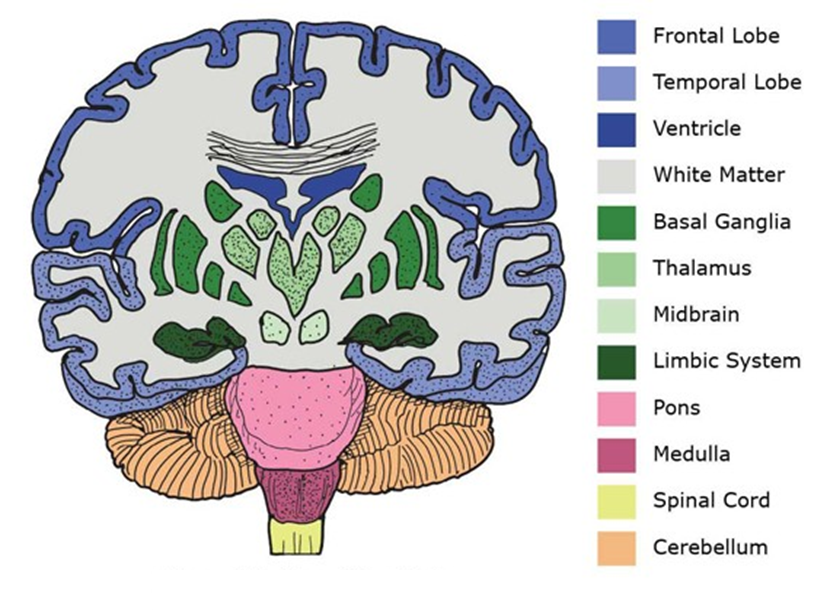 Frontal Lobe
Temporal Lobe
Ventricle
White Matter
Basal Ganglia
Thalamus
Midbrain
Limbic System
Pons
Medulla
Spinal Cord
Cerebellum